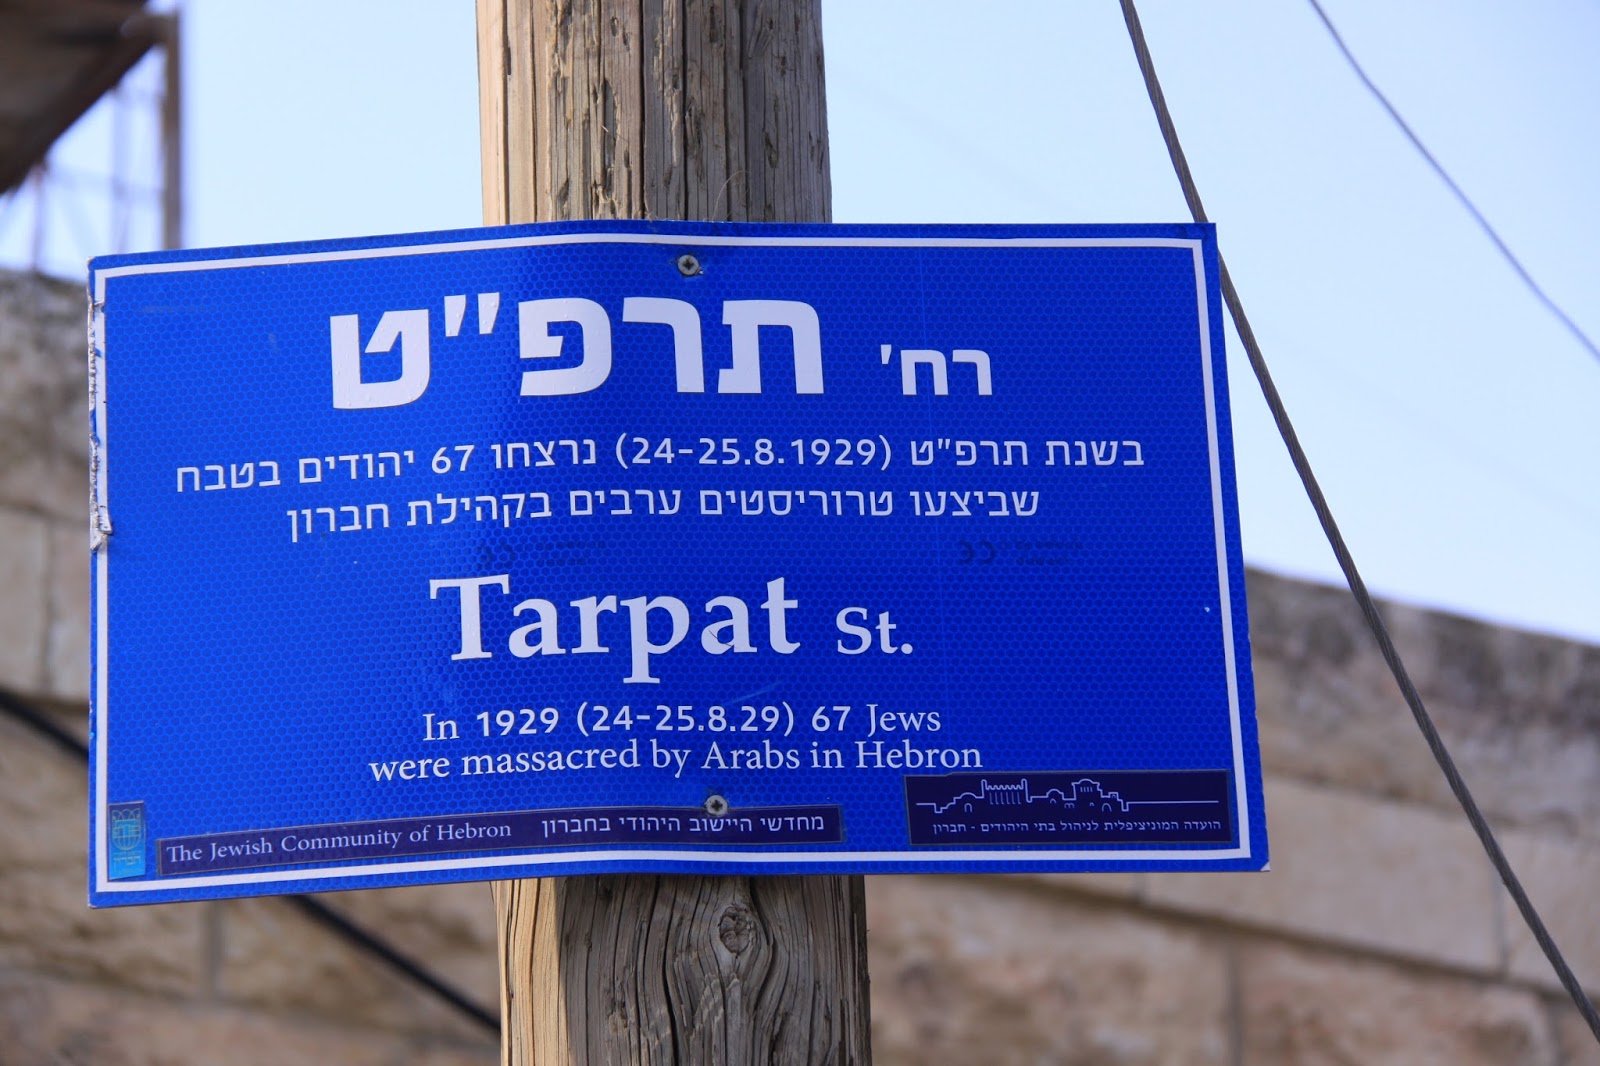 רח' תרפ"ט
בשנת תרפ"ט (24-25.8.1929) נרצחו 67 יהודים בטבח
שביצעו טרוריסטים ערבים בקהילת חברון
Tarpat St.
In 1929 (24-25.8.29) 67 Jews
were massacred by Arabs in Hebron
חברון
The Jewish Community of Hebron מחדשי היישוב היהודי בחברון
הועדה המוניציפלית לניהול בתי היהודים - חברון